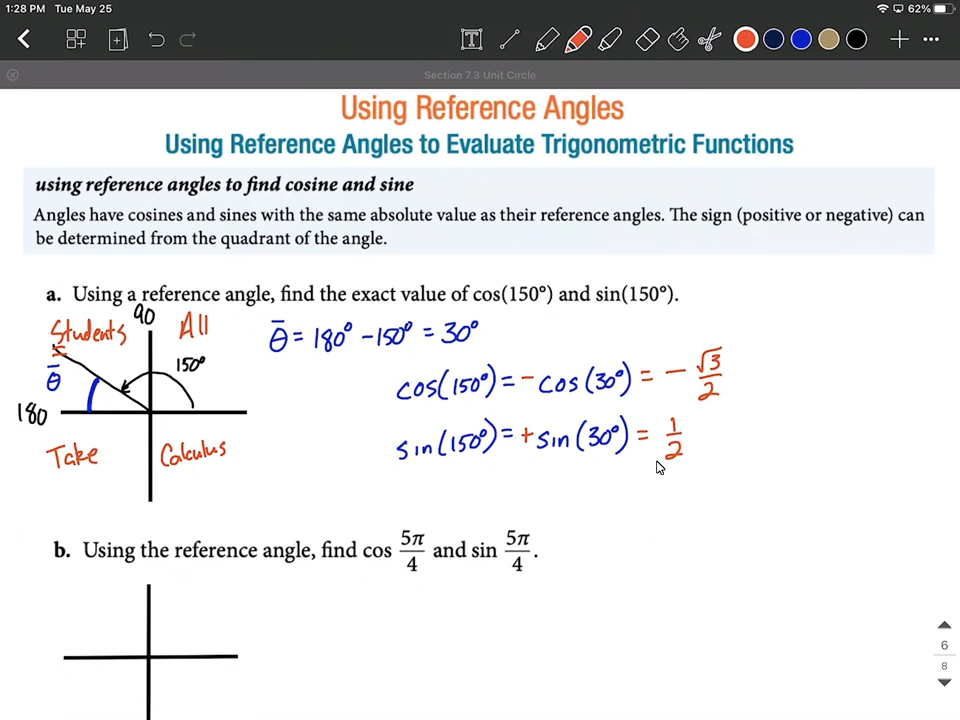 1:28 PM Tue May 25
62%
Section 7.3 Unit Circle
Using Reference Angles
Using Reference Angles to Evaluate Trigonometric Functions
using reference angles to find cosine and sine
Angles have cosines and sines with the same absolute value as their reference angles. The sign (positive or negative) can
be determined from the quadrant of the angle.
a. Using a reference angle, find the exact value of cos(150°) and sin(150°).
90
Students All
θ̄ = 180° - 150° = 30°
150°
θ̄
cos(150°) = - cos(30°) = - √3/2
180
sin(150°) = + sin(30°) = 1/2
Take Calculus
b. Using the reference angle, find cos 5π/4 and sin 5π/4.
6
8